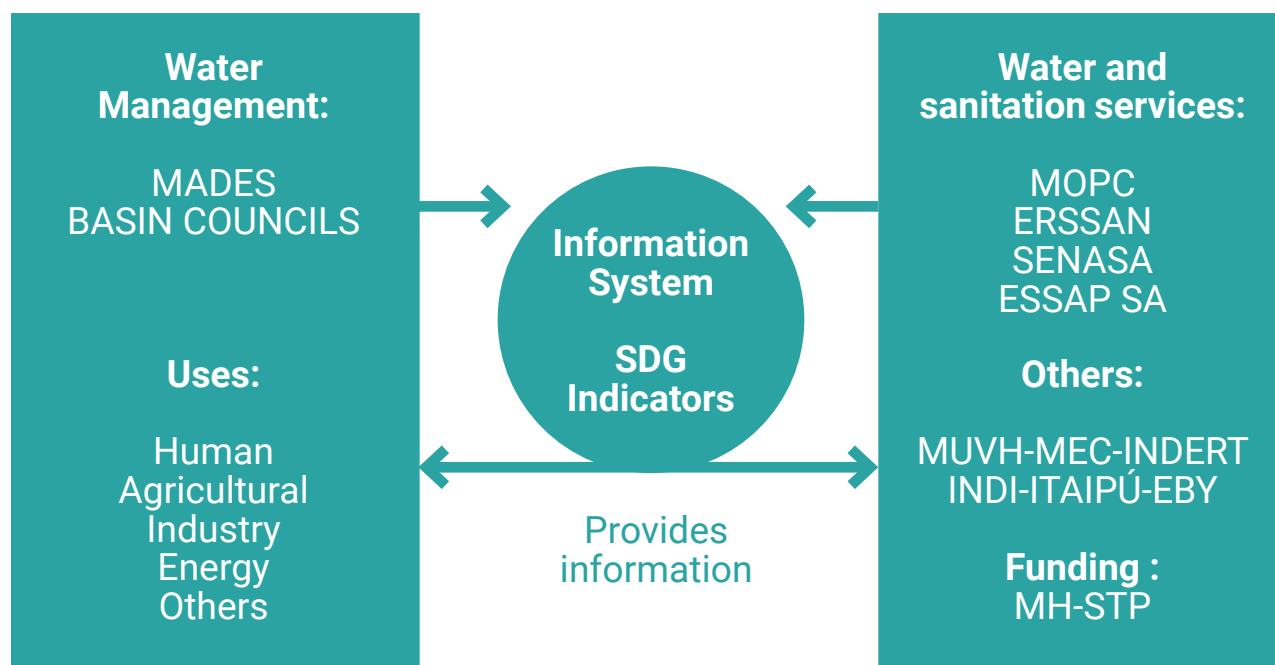 Water
Management:
MADES
BASIN COUNCILS
Uses:
Human
Agricultural
Industry
Energy
Others
Information
System
SDG
Indicators
Provides
information
Water and
sanitation services:
MOPC
ERSSAN
SENASA
ESSAP SA
Others:
MUVH-MEC-INDERT
INDI-ITAIPÚ-EBY
Funding :
MH-STP